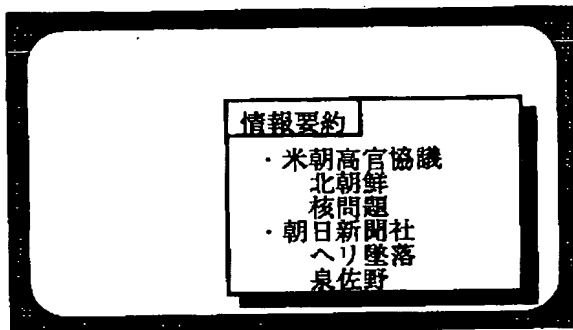 情報要約
・米朝高官協議
北朝鮮
核問題
・朝日新聞社
ヘリ墜落
泉佐野